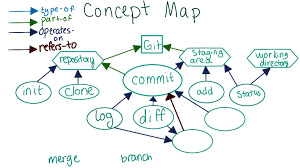 Concept Map
type-of
part-of
operates-
on
refers-to
Git
repository
Staging
area
working
directory
commit
init
clone
add
status
log
diff
merge
branch